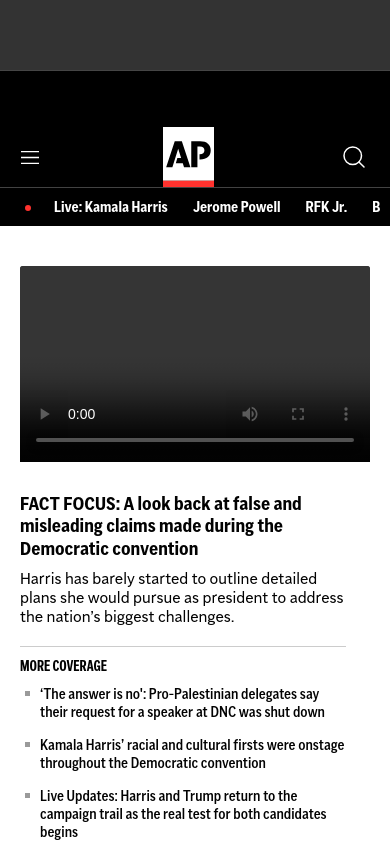 AP
Live: Kamala Harris Jerome Powell RFK Jr. B
0:00
FACT FOCUS: A look back at false and
misleading claims made during the
Democratic convention
Harris has barely started to outline detailed
plans she would pursue as president to address
the nation’s biggest challenges.
MORE COVERAGE
‘The answer is no’: Pro-Palestinian delegates say
their request for a speaker at DNC was shut down
Kamala Harris’ racial and cultural firsts were onstage
throughout the Democratic convention
Live Updates: Harris and Trump return to the
campaign trail as the real test for both candidates
begins